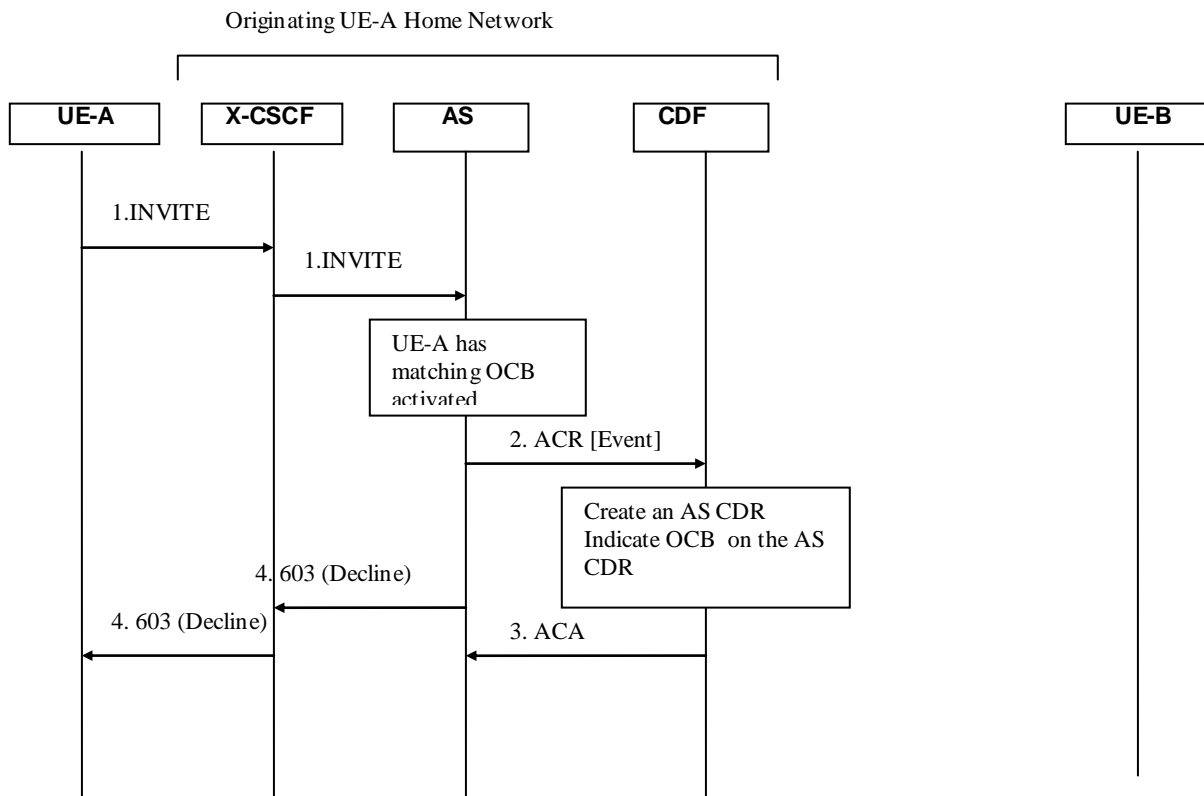 Originating UE-A Home Network
UE-A
X-CSCF
AS
CDF
UE-B
1.INVITE
1.INVITE
UE-A has
matching OCB
activated
2. ACR [Event]
Create an AS CDR
Indicate OCB on the AS
CDR
4. 603 (Decline)
4. 603 (Decline)
3. ACA